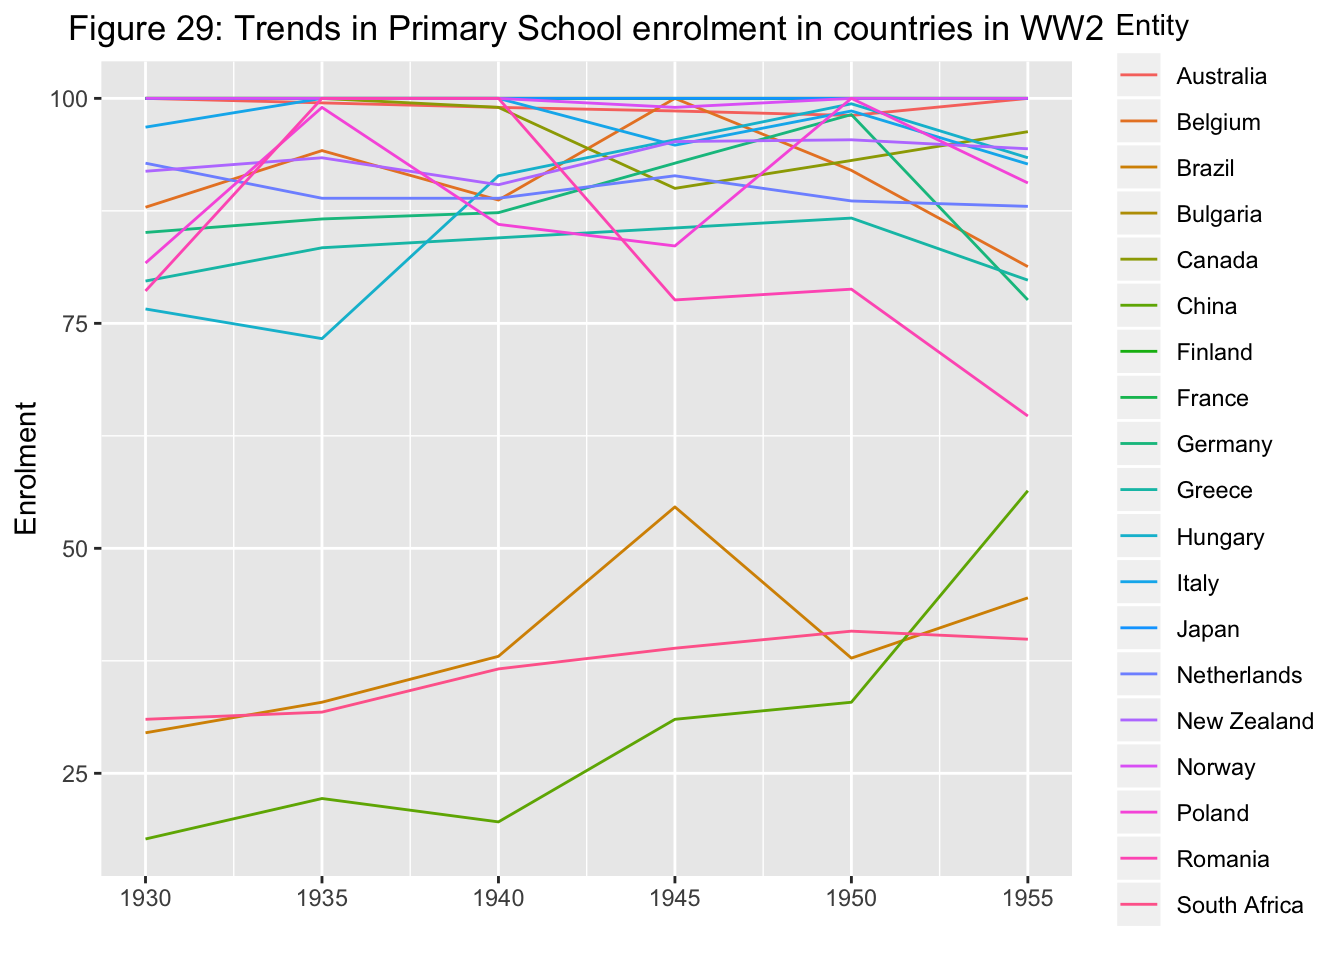 Figure 29: Trends in Primary School enrolment in countries in WW2
Entity
Australia
Belgium
Brazil
Bulgaria
Canada
China
Finland
France
Germany
Greece
Hungary
Italy
Japan
Netherlands
New Zealand
Norway
Poland
Romania
South Africa
Enrolment
100
75
50
25
1930
1935
1940
1945
1950
1955